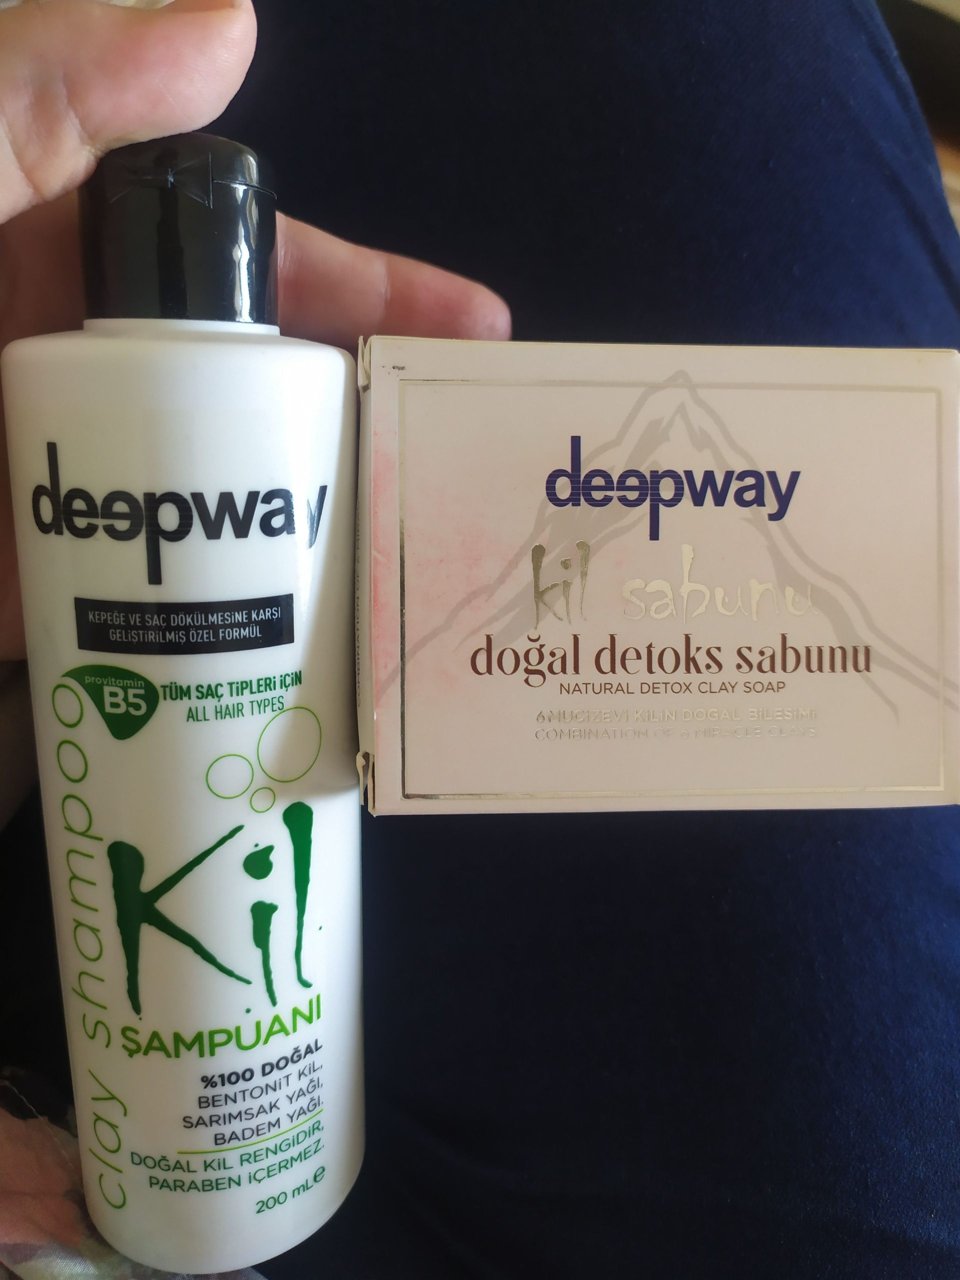 deepway
KEPEĞE VE SAÇ DÖKÜLMESİNE KARŞI
GELİŞTİRİLMİŞ ÖZEL FORMÜL
provitamin
B5
TÜM SAÇ TİPLERİ İÇİN
ALL HAIR TYPES
clay shampoo
Kil
ŞAMPUANI
%100 DOĞAL
BENTONİT KİL,
SARIMSAK YAĞI,
BADEM YAĞI.
DOĞAL KİL RENGİDİR,
PARABEN İÇERMEZ.
200 mL e
deepway
kil sabunu
doğal detoks sabunu
NATURAL DETOX CLAY SOAP
6 MUCİZEVİ KİLİN DOĞAL BİLEŞİMİ
COMBINATION OF 6 MIRACLE CLAYS